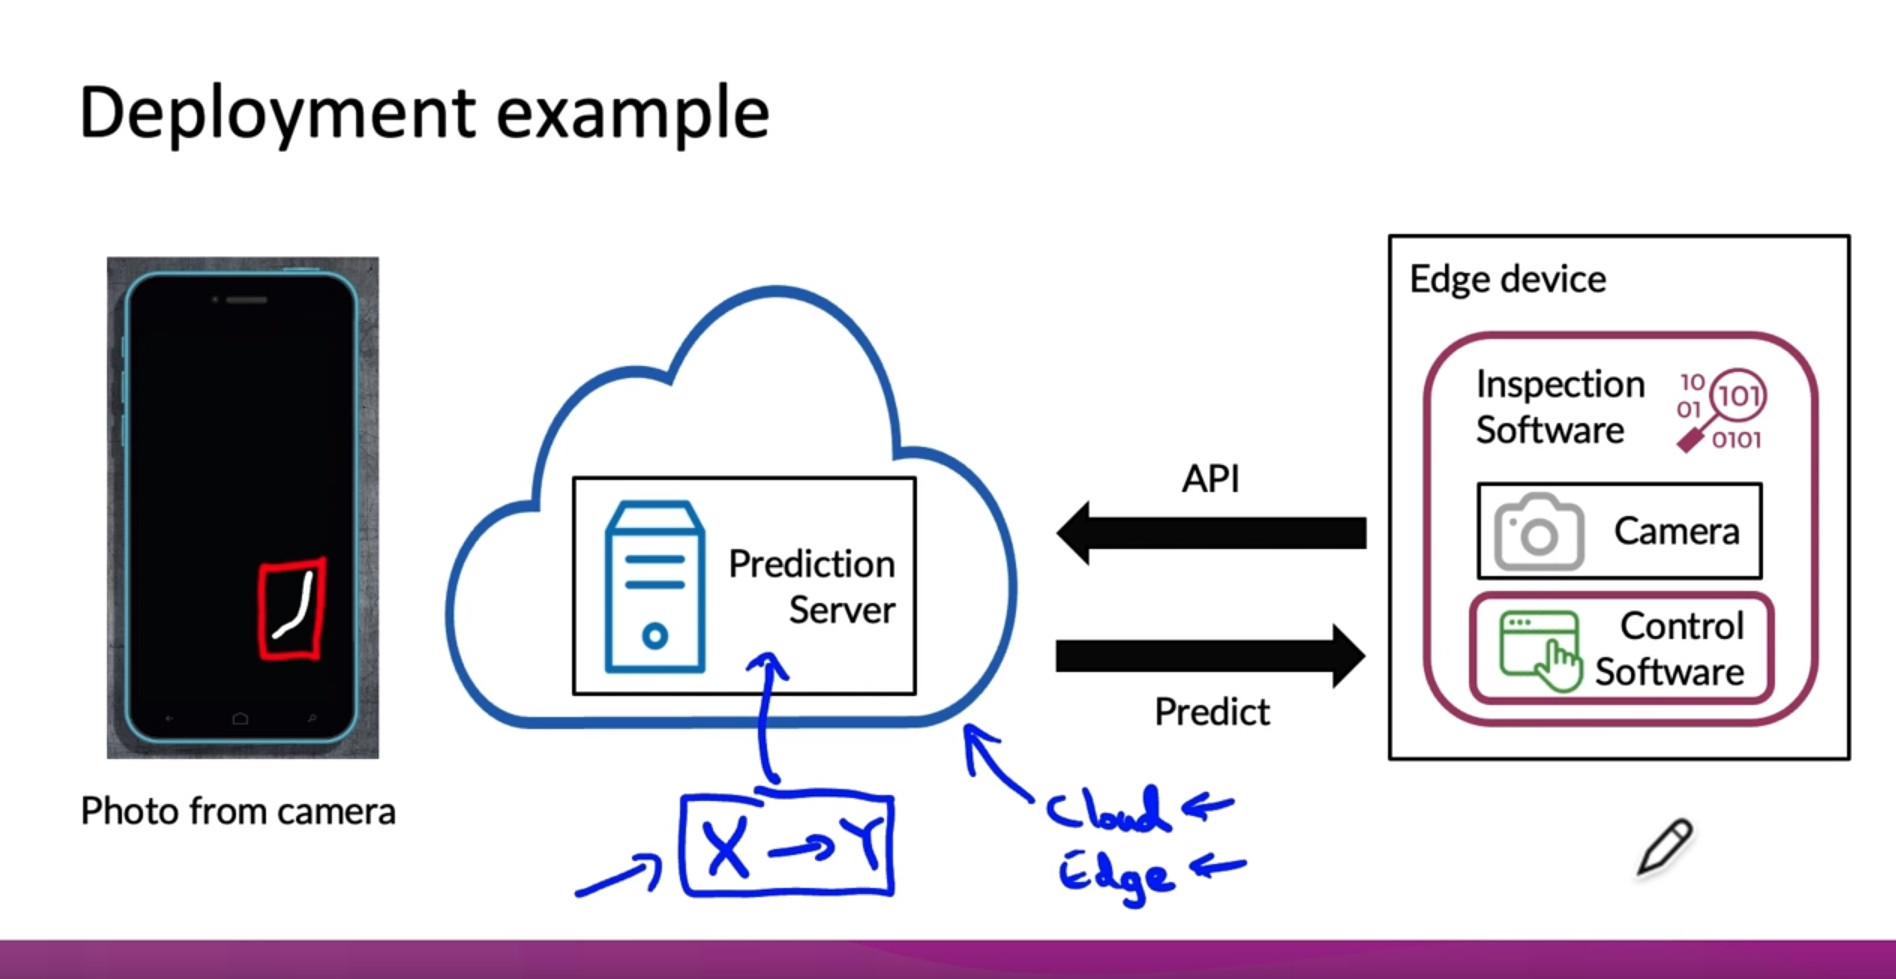 Deployment example
Photo from camera
Prediction
Server
X → Y
API
Predict
Cloud ←
Edge ←
Edge device
Inspection
Software
10
01
101
0101
Camera
Control
Software